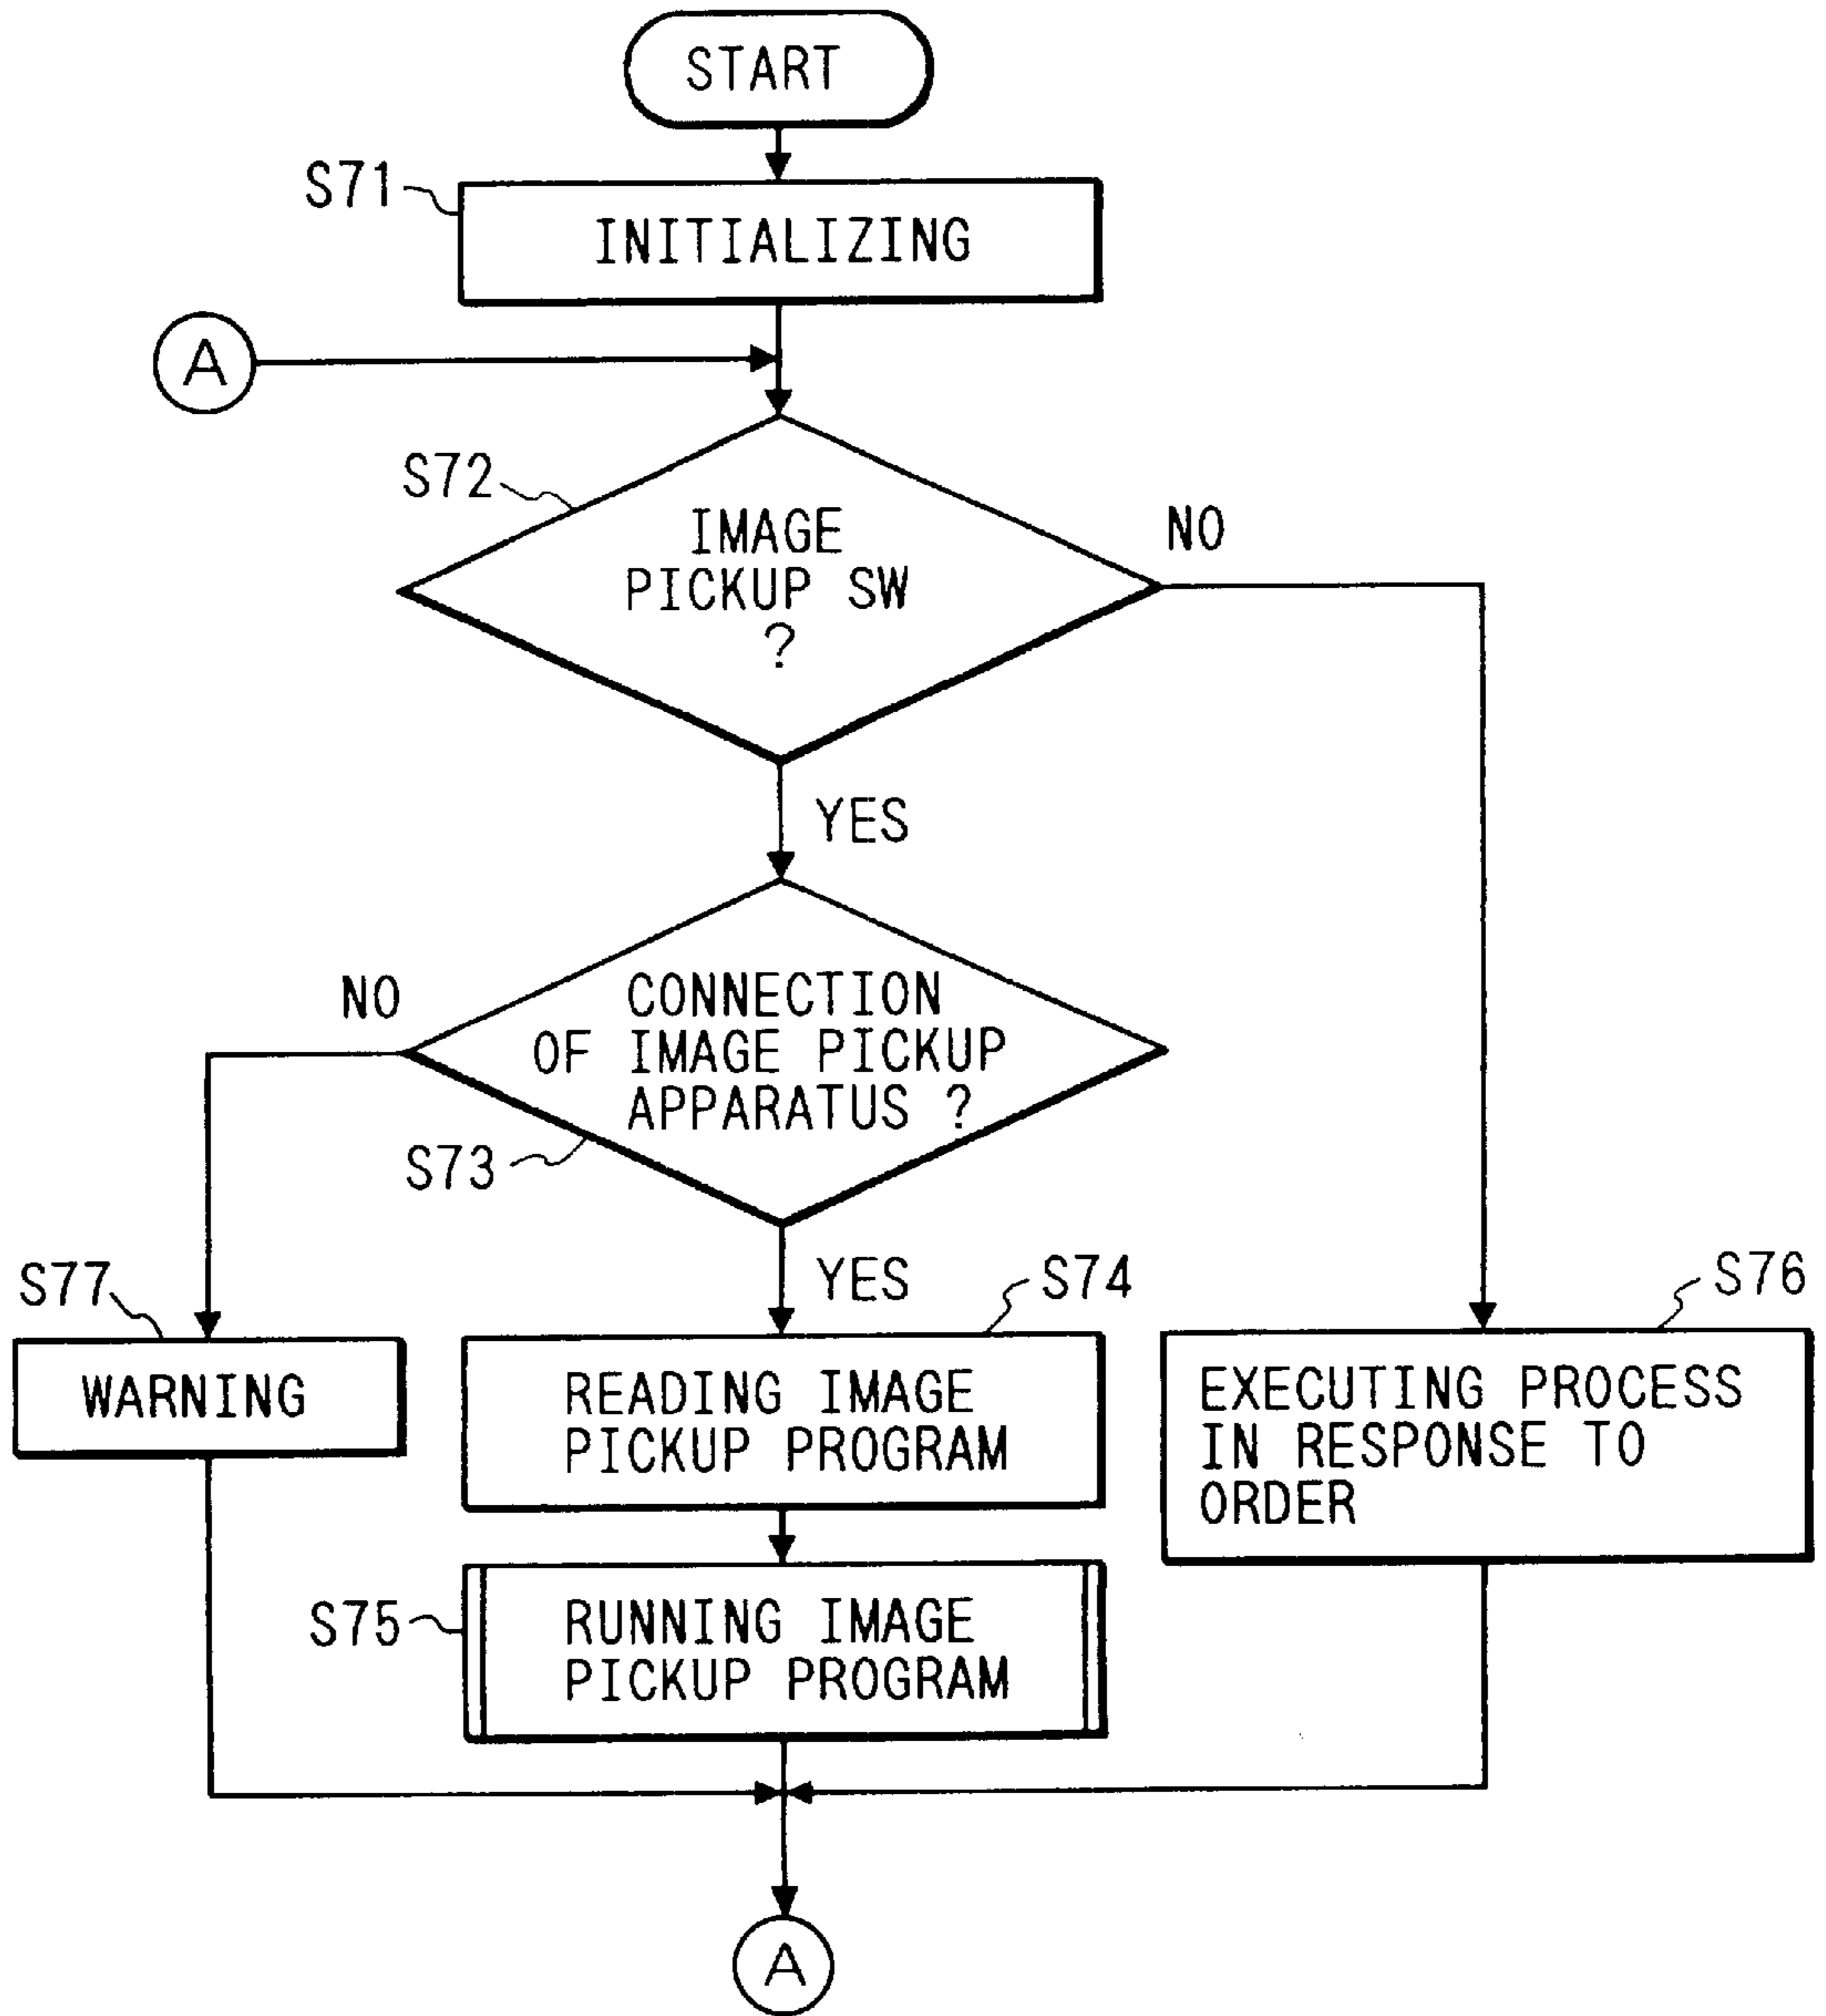 START
S71
INITIALIZING
A
S72
IMAGE
PICKUP SW
?
NO
YES
NO
CONNECTION
OF IMAGE PICKUP
APPARATUS ?
S73
YES
S77
S74
S76
WARNING
READING IMAGE
PICKUP PROGRAM
EXECUTING PROCESS
IN RESPONSE TO
ORDER
S75
RUNNING IMAGE
PICKUP PROGRAM
A